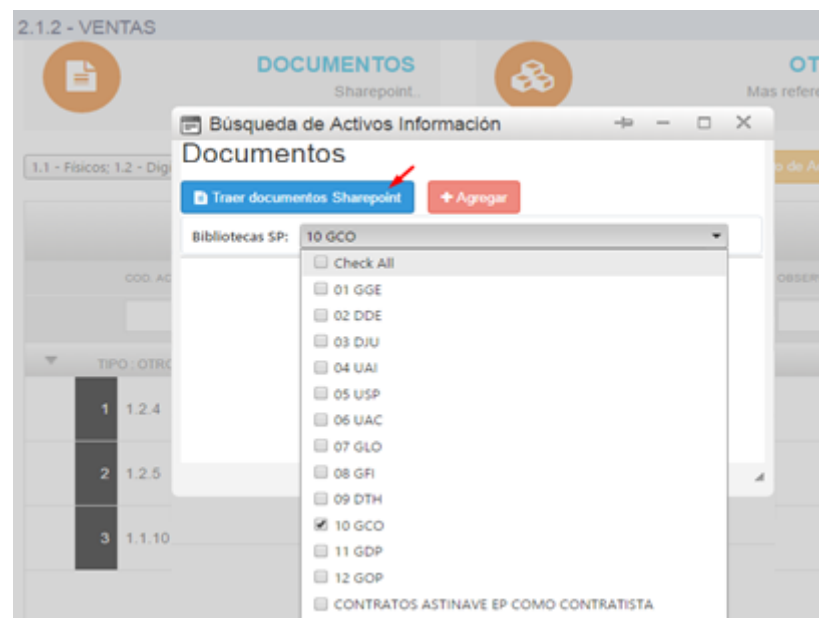 2.1.2 - VENTAS
DOCUMENTOS
Sharepoint..
OT
Mas refere
Búsqueda de Activos Información
Documentos
1.1 - Físicos; 1.2 - Dig
o de A
Traer documentos Sharepoint
+ Agregar
Bibliotecas SP: 10 GCO
Check All
COD. AC
OBSER
01 GGE
02 DDE
03 DJU
TIPO : OTRO
04 UAI
05 USP
1 1.2.4
06 UAC
07 GLO
2 1.2.5
08 GFI
09 DTH
10 GCO
3 1.1.10
11 GDP
12 GOP
CONTRATOS ASTINAVE EP COMO CONTRATISTA